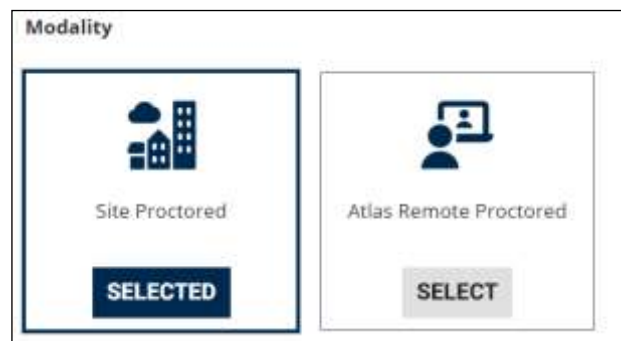 Modality
Site Proctored
Atlas Remote Proctored
SELECTED
SELECT